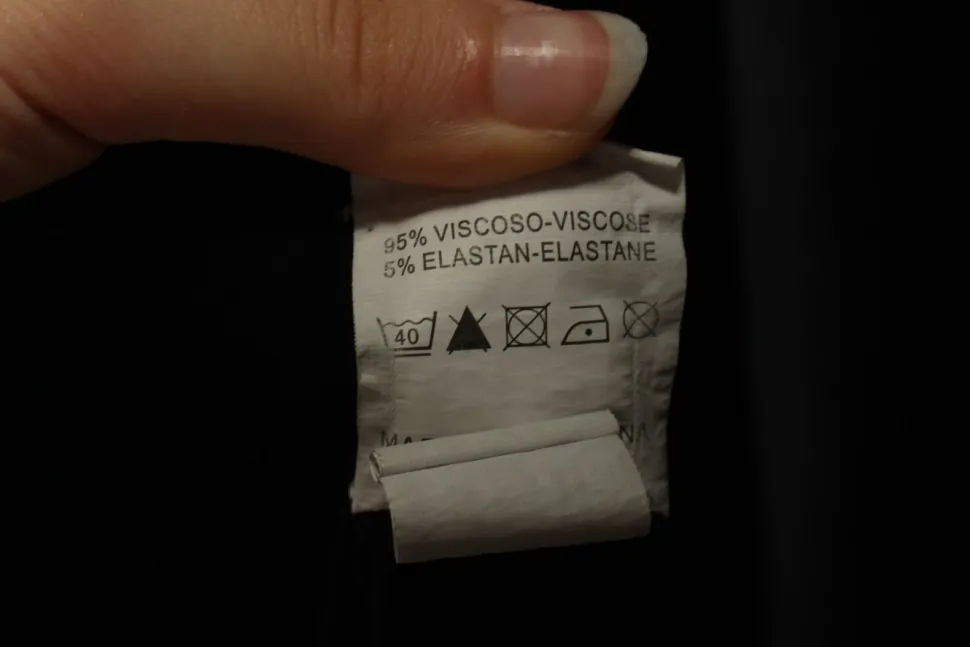 95% VISCOSO-VISCOSE
5% ELASTAN-ELASTANE
40